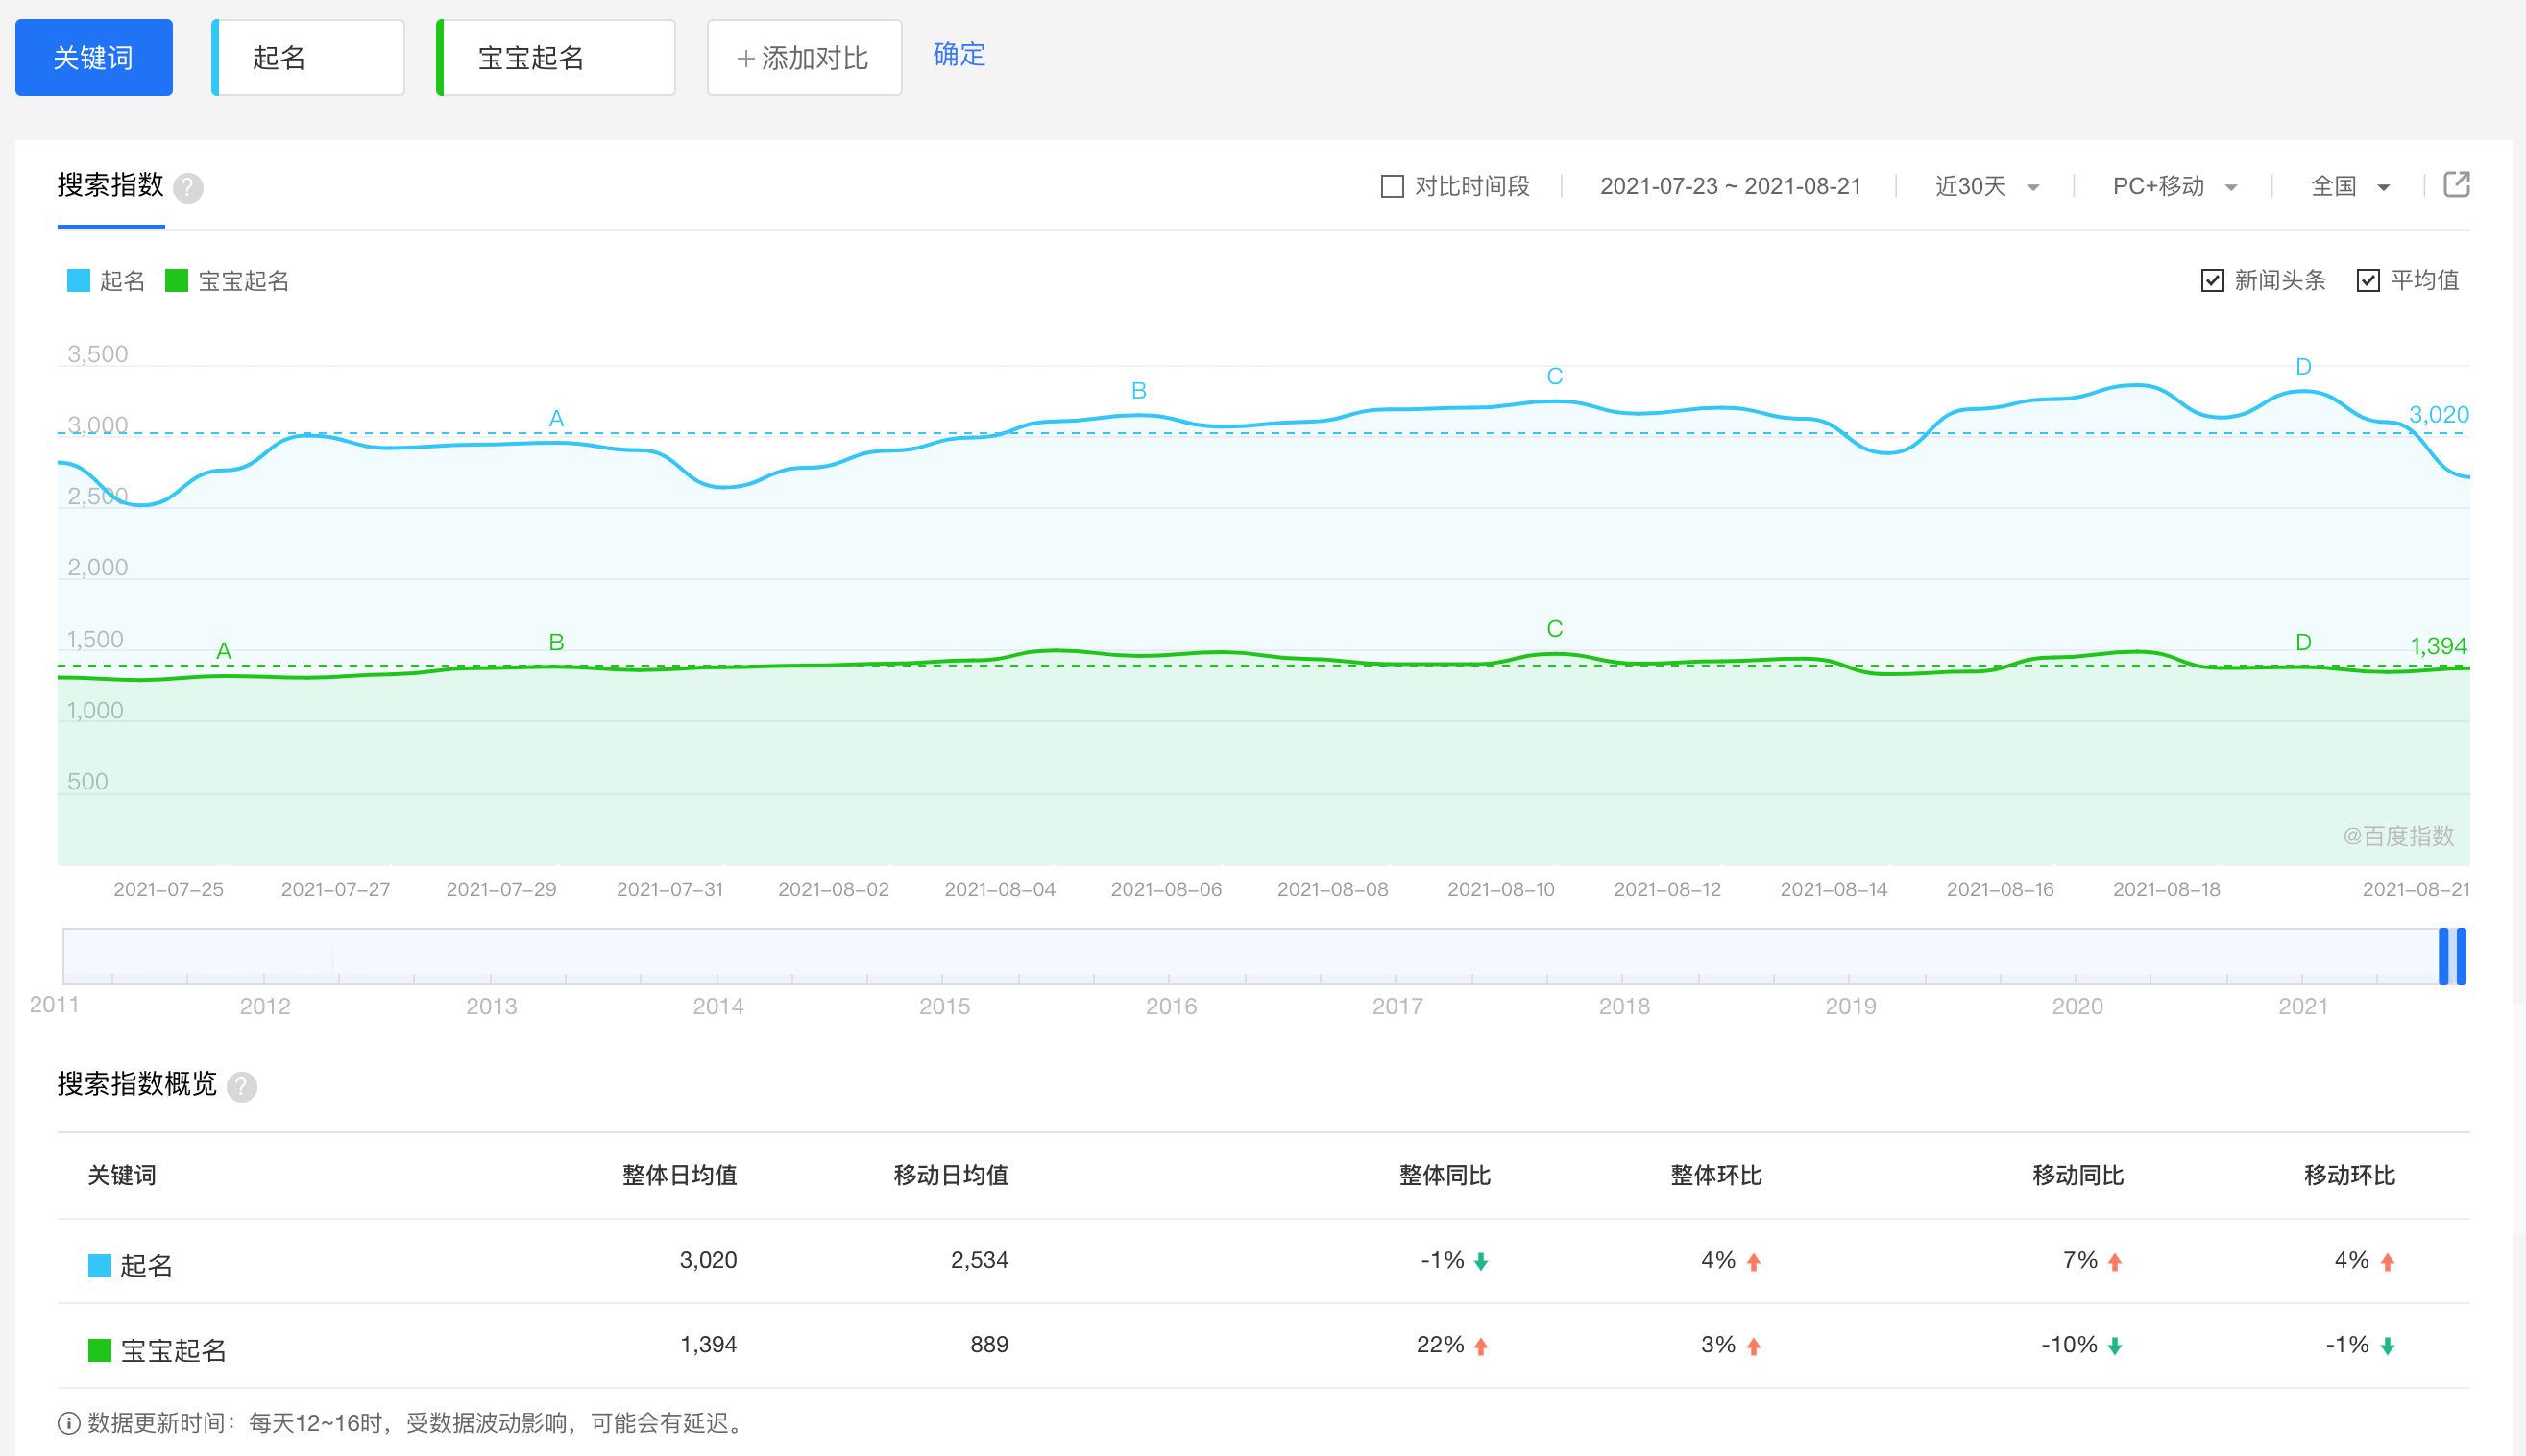 关键词 起名 宝宝起名 +添加对比 确定
搜索指数 ? 对比时间段 2021-07-23 ~ 2021-08-21 近30天 PC+移动 全国
起名 宝宝起名 新闻头条 平均值
3,500
D
C
B
3,020
A
3,000
2,500
2,000
C
1,500
B
D
1,394
A
1,000
500
@百度指数
2021-07-25 2021-07-27 2021-07-29 2021-07-31 2021-08-02 2021-08-04 2021-08-06 2021-08-08 2021-08-10 2021-08-12 2021-08-14 2021-08-16 2021-08-18 2021-08-21
2011 2012 2013 2014 2015 2016 2017 2018 2019 2020 2021
搜索指数概览 ?
关键词 整体日均值 移动日均值 整体同比 整体环比 移动同比 移动环比
起名 3,020 2,534 -1% 4% 7% 4%
宝宝起名 1,394 889 22% 3% -10% -1%
数据更新时间：每天12~16时，受数据波动影响，可能会有延迟。